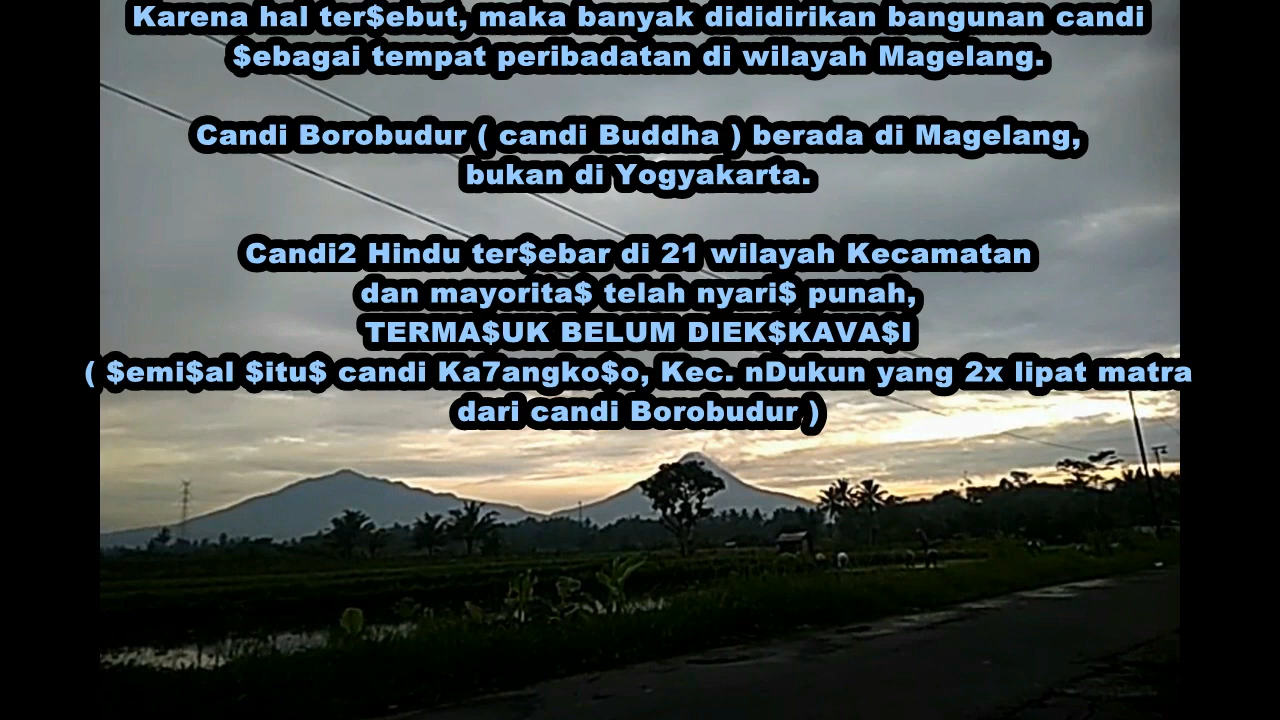 Karena hal ter$ebut, maka banyak dididirikan bangunan candi
$ebagai tempat peribadatan di wilayah Magelang.
Candi Borobudur ( candi Buddha ) berada di Magelang,
bukan di Yogyakarta.
Candi2 Hindu ter$ebar di 21 wilayah Kecamatan
dan mayorita$ telah nyari$ punah,
TERMA$UK BELUM DIEK$KAVA$I
( $emi$al $itu$ candi Ka7angko$o, Kec. nDukun yang 2x lipat matra
dari candi Borobudur )